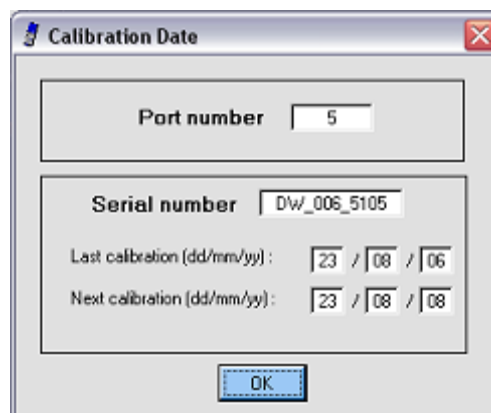 Calibration Date
Port number 5
Serial number DW_006_5105
Last calibration (dd/mm/yy) : 23 / 08 / 06
Next calibration (dd/mm/yy) : 23 / 08 / 08
OK